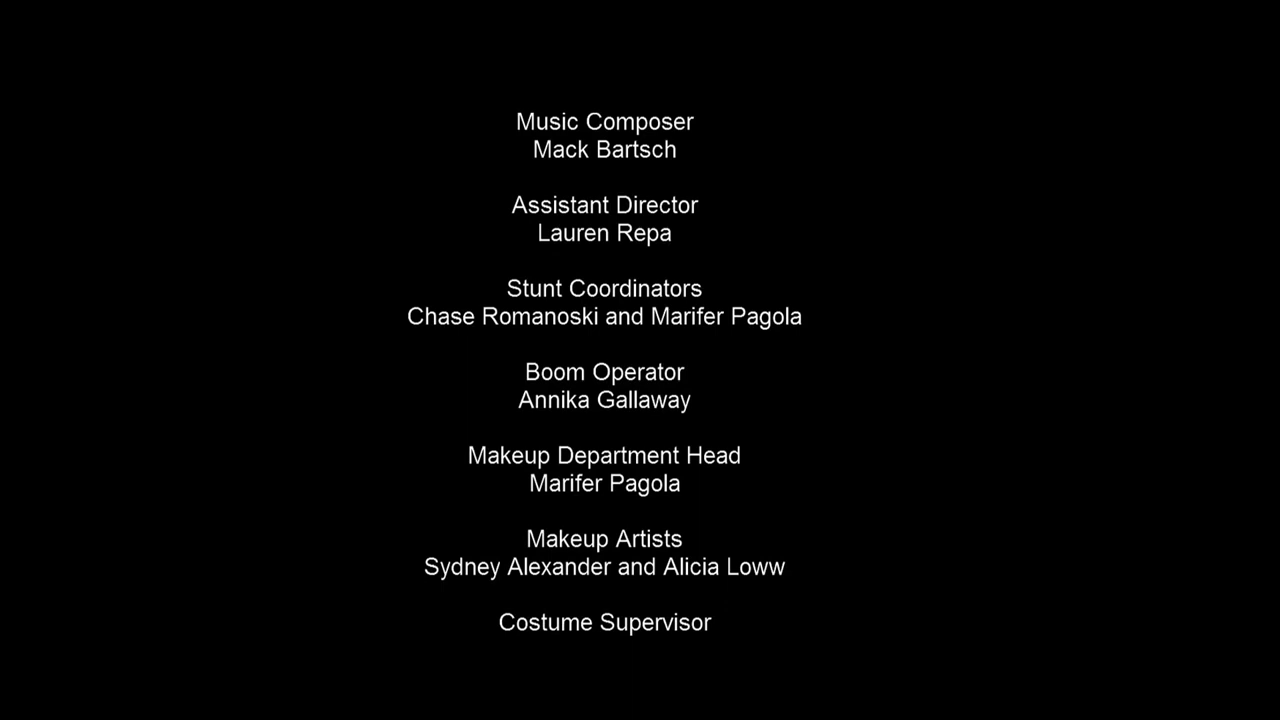 Music Composer
Mack Bartsch
Assistant Director
Lauren Repa
Stunt Coordinators
Chase Romanoski and Marifer Pagola
Boom Operator
Annika Gallaway
Makeup Department Head
Marifer Pagola
Makeup Artists
Sydney Alexander and Alicia Loww
Costume Supervisor